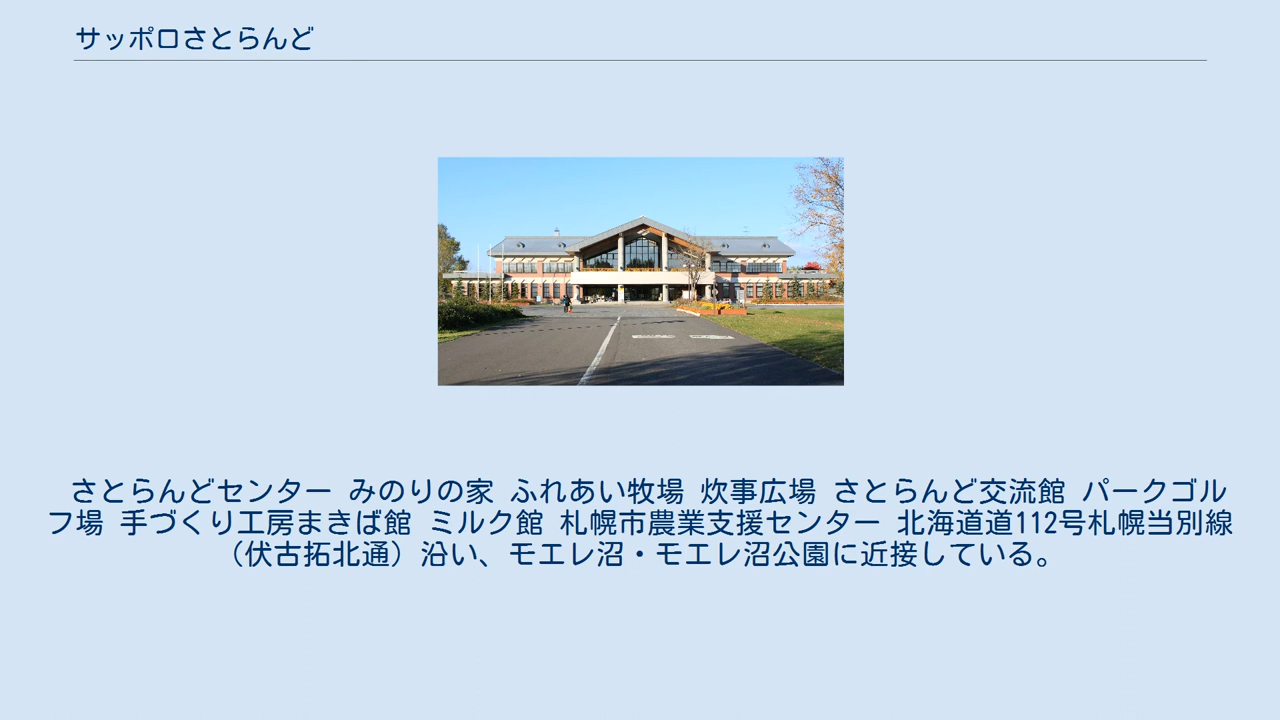 サッポロさとらんど
さとらんどセンター みのりの家 ふれあい牧場 炊事広場 さとらんど交流館 パークゴル
フ場 手づくり工房まきば館 ミルク館 札幌市農業支援センター 北海道道112号札幌当別線
（伏古拓北通）沿い、モエレ沼・モエレ沼公園に近接している。